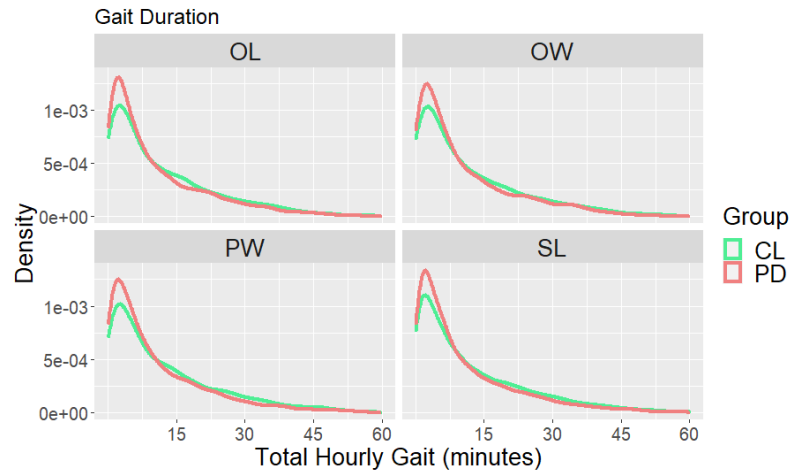 Gait Duration
OL OW
1e-03
5e-04
0e+00
PW SL
1e-03
5e-04
0e+00
15 30 45 60 15 30 45 60
Total Hourly Gait (minutes)
Density
Group
CL
PD